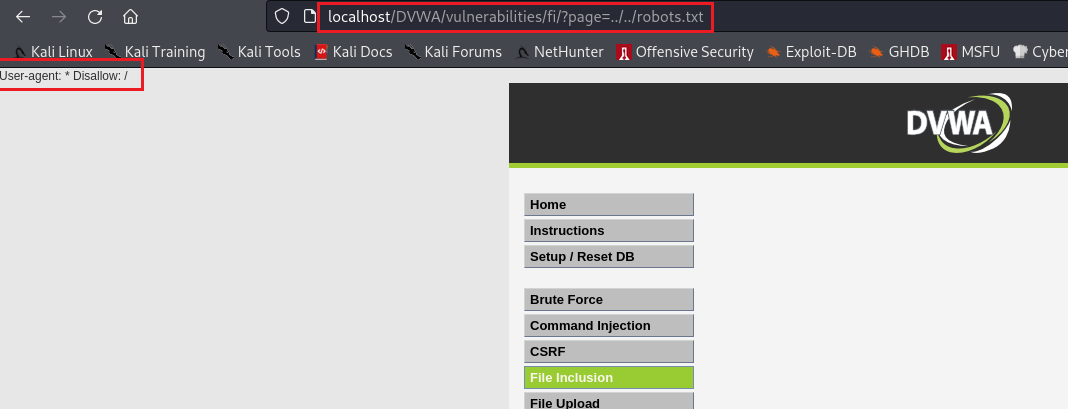 localhost/DVWA/vulnerabilities/fi/?page=../../robots.txt
Kali Linux Kali Training Kali Tools Kali Docs Kali Forums NetHunter Offensive Security Exploit-DB GHDB MSFU Cyber
User-agent: * Disallow: /
DVWA
Home
Instructions
Setup / Reset DB
Brute Force
Command Injection
CSRF
File Inclusion
File Upload